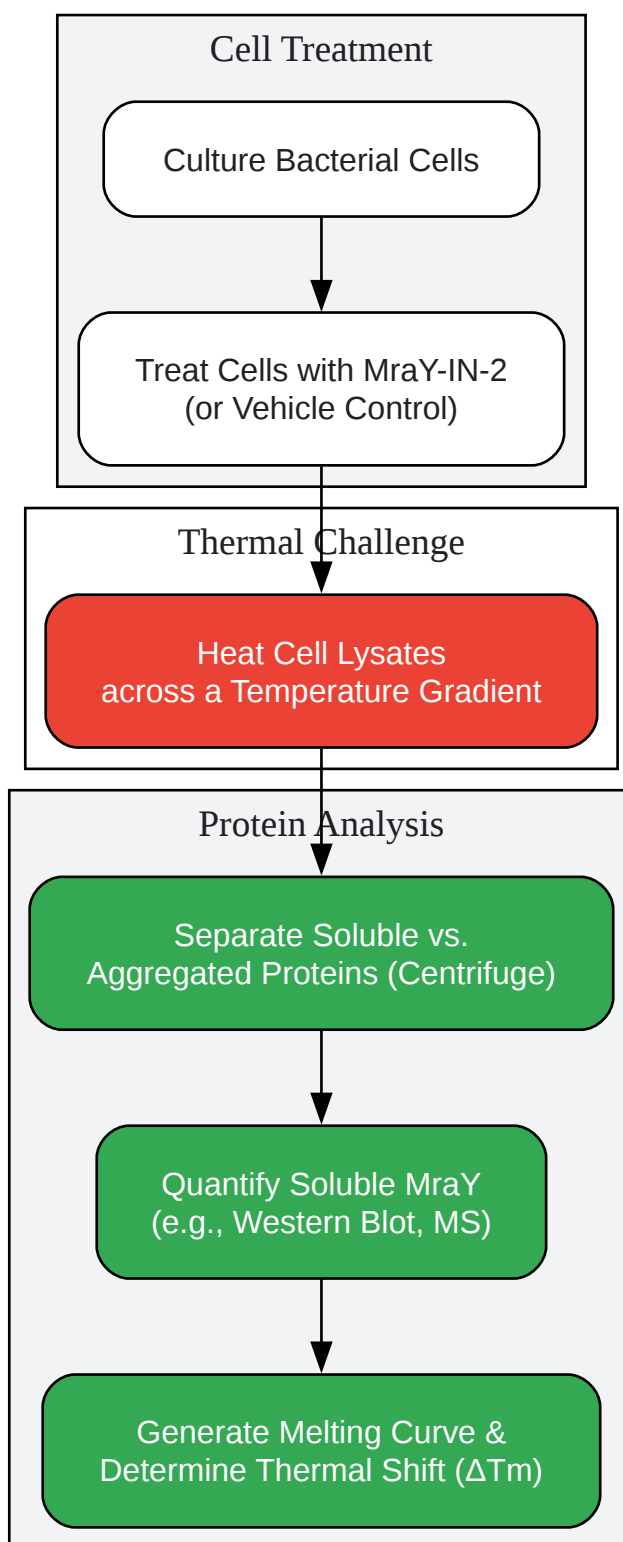 Cell Treatment
Culture Bacterial Cells
Treat Cells with MraY-IN-2
(or Vehicle Control)
Thermal Challenge
Heat Cell Lysates
across a Temperature Gradient
Protein Analysis
Separate Soluble vs.
Aggregated Proteins (Centrifuge)
Quantify Soluble MraY
(e.g., Western Blot, MS)
Generate Melting Curve &
Determine Thermal Shift (ΔTm)